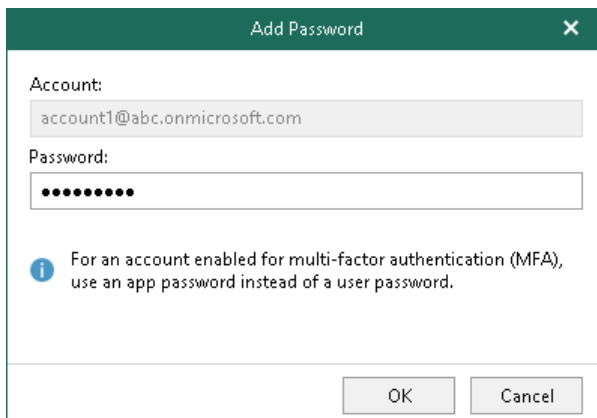 Add Password
Account:
account1@abc.onmicrosoft.com
Password:
●●●●●●●●●
For an account enabled for multi-factor authentication (MFA),
use an app password instead of a user password.
OK
Cancel